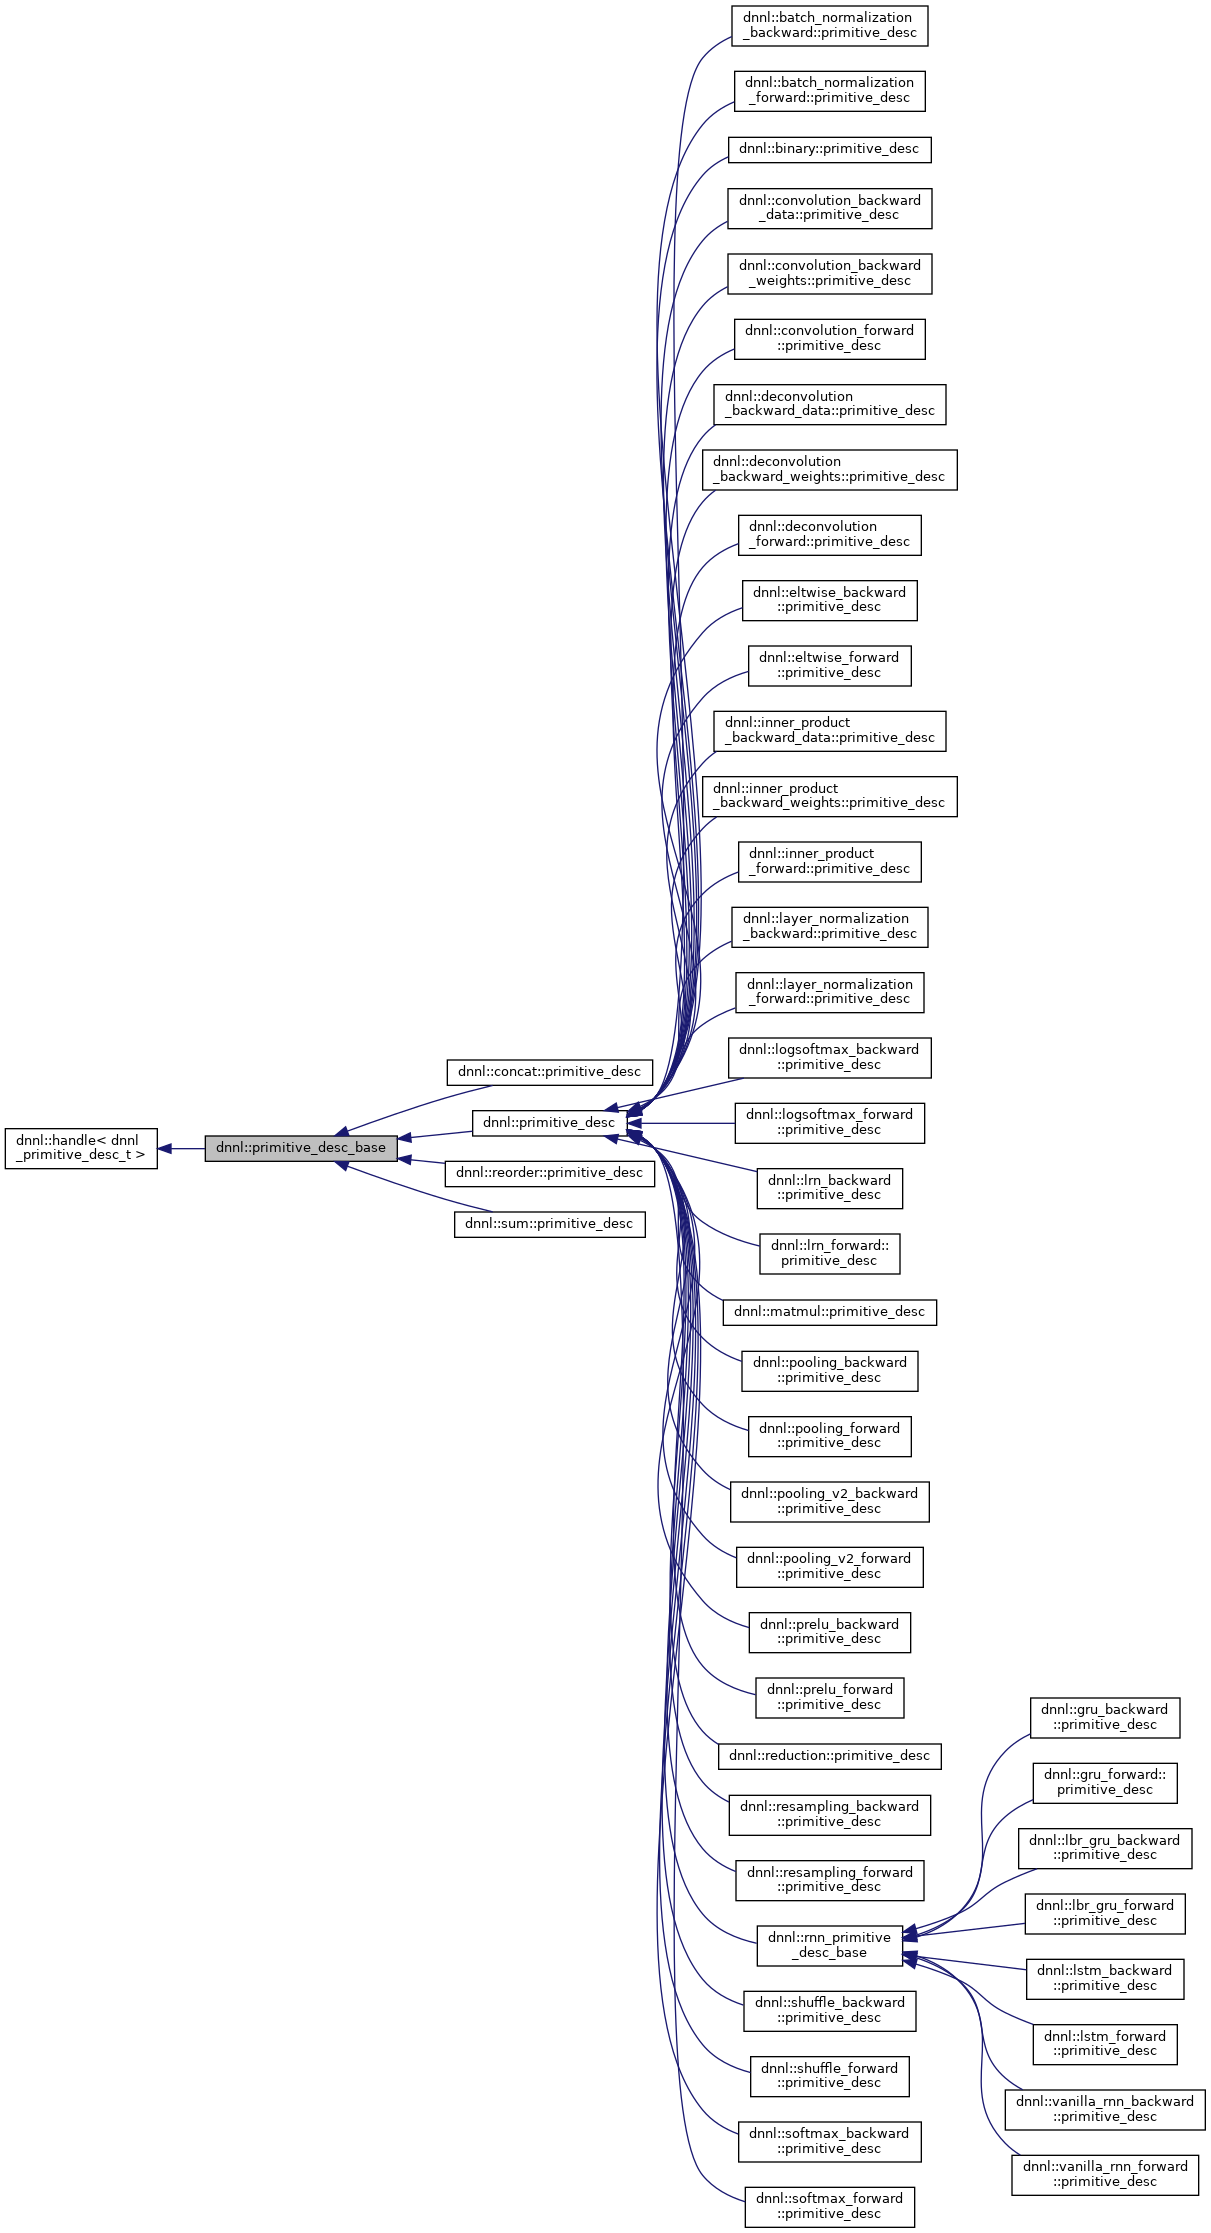 dnnl::handle< dnnl
_primitive_desc_t >
dnnl::primitive_desc_base
dnnl::concat::primitive_desc
dnnl::primitive_desc
dnnl::reorder::primitive_desc
dnnl::sum::primitive_desc
dnnl::batch_normalization
_backward::primitive_desc
dnnl::batch_normalization
_forward::primitive_desc
dnnl::binary::primitive_desc
dnnl::convolution_backward
_data::primitive_desc
dnnl::convolution_backward
_weights::primitive_desc
dnnl::convolution_forward
::primitive_desc
dnnl::deconvolution
_backward_data::primitive_desc
dnnl::deconvolution
_backward_weights::primitive_desc
dnnl::deconvolution
_forward::primitive_desc
dnnl::eltwise_backward
::primitive_desc
dnnl::eltwise_forward
::primitive_desc
dnnl::inner_product
_backward_data::primitive_desc
dnnl::inner_product
_backward_weights::primitive_desc
dnnl::inner_product
_forward::primitive_desc
dnnl::layer_normalization
_backward::primitive_desc
dnnl::layer_normalization
_forward::primitive_desc
dnnl::logsoftmax_backward
::primitive_desc
dnnl::logsoftmax_forward
::primitive_desc
dnnl::lrn_backward
::primitive_desc
dnnl::lrn_forward::
primitive_desc
dnnl::matmul::primitive_desc
dnnl::pooling_backward
::primitive_desc
dnnl::pooling_forward
::primitive_desc
dnnl::pooling_v2_backward
::primitive_desc
dnnl::pooling_v2_forward
::primitive_desc
dnnl::prelu_backward
::primitive_desc
dnnl::prelu_forward
::primitive_desc
dnnl::reduction::primitive_desc
dnnl::resampling_backward
::primitive_desc
dnnl::resampling_forward
::primitive_desc
dnnl::rnn_primitive
_desc_base
dnnl::shuffle_backward
::primitive_desc
dnnl::shuffle_forward
::primitive_desc
dnnl::softmax_backward
::primitive_desc
dnnl::softmax_forward
::primitive_desc
dnnl::gru_backward
::primitive_desc
dnnl::gru_forward::
primitive_desc
dnnl::lbr_gru_backward
::primitive_desc
dnnl::lbr_gru_forward
::primitive_desc
dnnl::lstm_backward
::primitive_desc
dnnl::lstm_forward
::primitive_desc
dnnl::vanilla_rnn_backward
::primitive_desc
dnnl::vanilla_rnn_forward
::primitive_desc